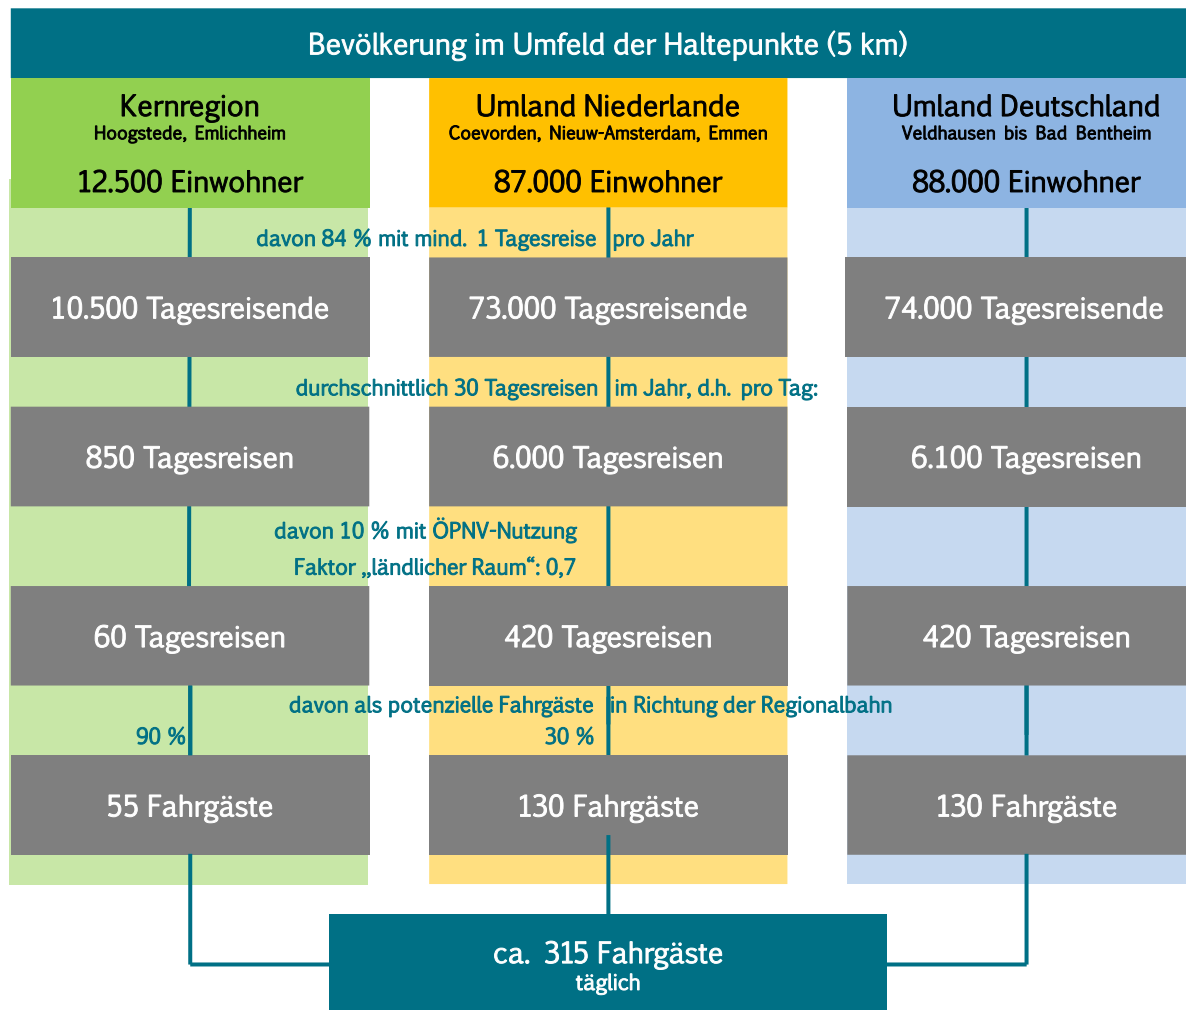 Bevölkerung im Umfeld der Haltepunkte (5 km)
Kernregion
Hoogstede, Emlichheim
12.500 Einwohner
Umland Niederlande
Coevorden, Nieuw-Amsterdam, Emmen
87.000 Einwohner
Umland Deutschland
Veldhausen bis Bad Bentheim
88.000 Einwohner
davon 84 % mit mind. 1 Tagesreise pro Jahr
10.500 Tagesreisende
73.000 Tagesreisende
74.000 Tagesreisende
durchschnittlich 30 Tagesreisen im Jahr, d.h. pro Tag:
850 Tagesreisen
6.000 Tagesreisen
6.100 Tagesreisen
davon 10 % mit ÖPNV-Nutzung
Faktor „ländlicher Raum“: 0,7
60 Tagesreisen
420 Tagesreisen
420 Tagesreisen
davon als potenzielle Fahrgäste in Richtung der Regionalbahn
90 %
30 %
55 Fahrgäste
130 Fahrgäste
130 Fahrgäste
ca. 315 Fahrgäste
täglich